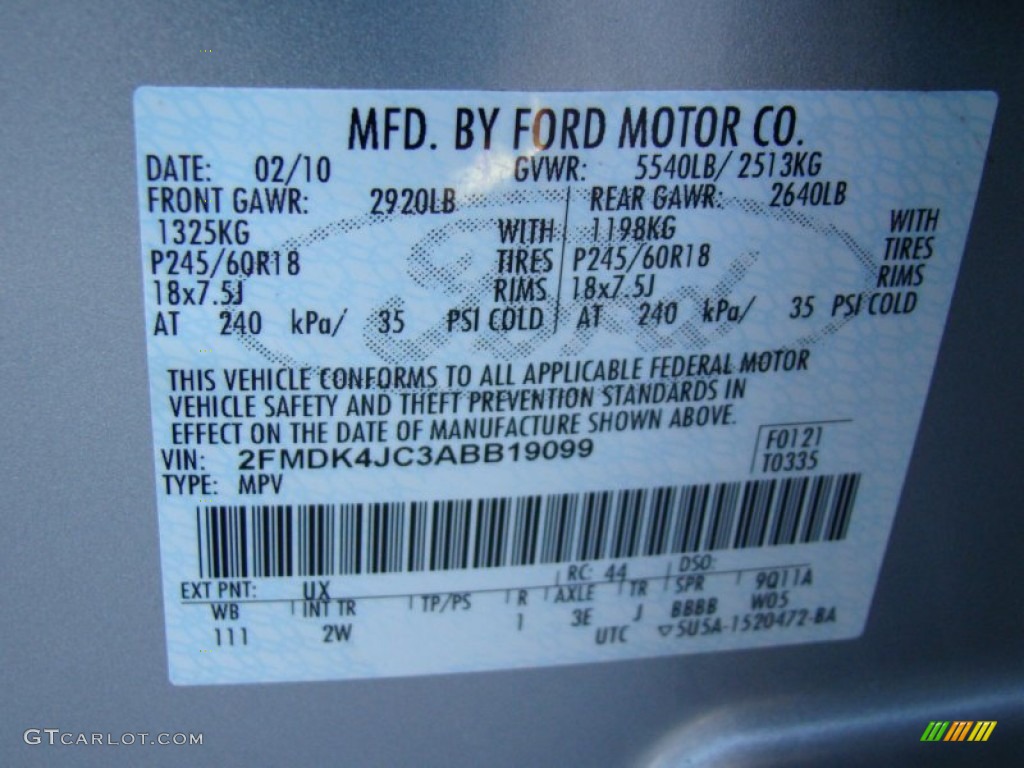 MFD. BY FORD MOTOR CO.
DATE: 02/10 GVWR: 5540LB/ 2513KG
FRONT GAWR: 2920LB REAR GAWR: 2640LB
1325KG WITH 1198KG WITH
P245/60R18 TIRES P245/60R18 TIRES
18x7.5J RIMS 18x7.5J RIMS
AT 240 kPa/ 35 PSI COLD AT 240 kPa/ 35 PSI COLD
Ford
THIS VEHICLE CONFORMS TO ALL APPLICABLE FEDERAL MOTOR
VEHICLE SAFETY AND THEFT PREVENTION STANDARDS IN
EFFECT ON THE DATE OF MANUFACTURE SHOWN ABOVE.
VIN: 2FMDK4JC3ABB19099 F0121
TYPE: MPV T0335
EXT PNT: UX RC: 44 DSO:
WB INT TR TP/PS R AXLE TR SPR 9Q11A
111 2W 1 3E J BBBB W05
UTC ▽5U5A-1520472-BA
GTCARLOT.COM